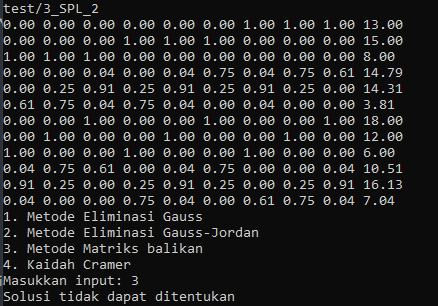 test/3_SPL_2
0.00 0.00 0.00 0.00 0.00 0.00 1.00 1.00 1.00 13.00
0.00 0.00 0.00 1.00 1.00 1.00 0.00 0.00 0.00 15.00
1.00 1.00 1.00 0.00 0.00 0.00 0.00 0.00 0.00 8.00
0.00 0.00 0.04 0.00 0.04 0.75 0.04 0.75 0.61 14.79
0.00 0.25 0.91 0.25 0.91 0.25 0.91 0.25 0.00 14.31
0.61 0.75 0.04 0.75 0.04 0.00 0.04 0.00 0.00 3.81
0.00 0.00 1.00 0.00 0.00 1.00 0.00 0.00 1.00 18.00
0.00 1.00 0.00 0.00 1.00 0.00 0.00 1.00 0.00 12.00
1.00 0.00 0.00 1.00 0.00 0.00 1.00 0.00 0.00 6.00
0.04 0.75 0.61 0.00 0.04 0.75 0.00 0.00 0.04 10.51
0.91 0.25 0.00 0.25 0.91 0.25 0.00 0.25 0.91 16.13
0.04 0.00 0.00 0.75 0.04 0.00 0.61 0.75 0.04 7.04
1. Metode Eliminasi Gauss
2. Metode Eliminasi Gauss-Jordan
3. Metode Matriks balikan
4. Kaidah Cramer
Masukkan input: 3
Solusi tidak dapat ditentukan